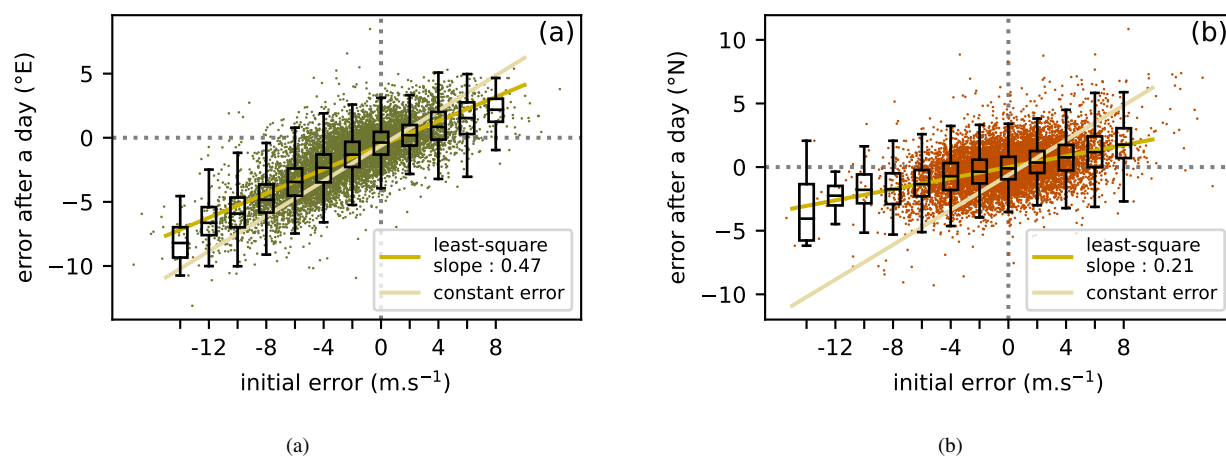 (a)
error after a day (°E)
5
0
−5
−10
least-square
slope : 0.47
constant error
-12
-8
-4
0
4
8
initial error (m.s⁻¹)
(a)
(b)
error after a day (°N)
10
5
0
−5
−10
least-square
slope : 0.21
constant error
-12
-8
-4
0
4
8
initial error (m.s⁻¹)
(b)